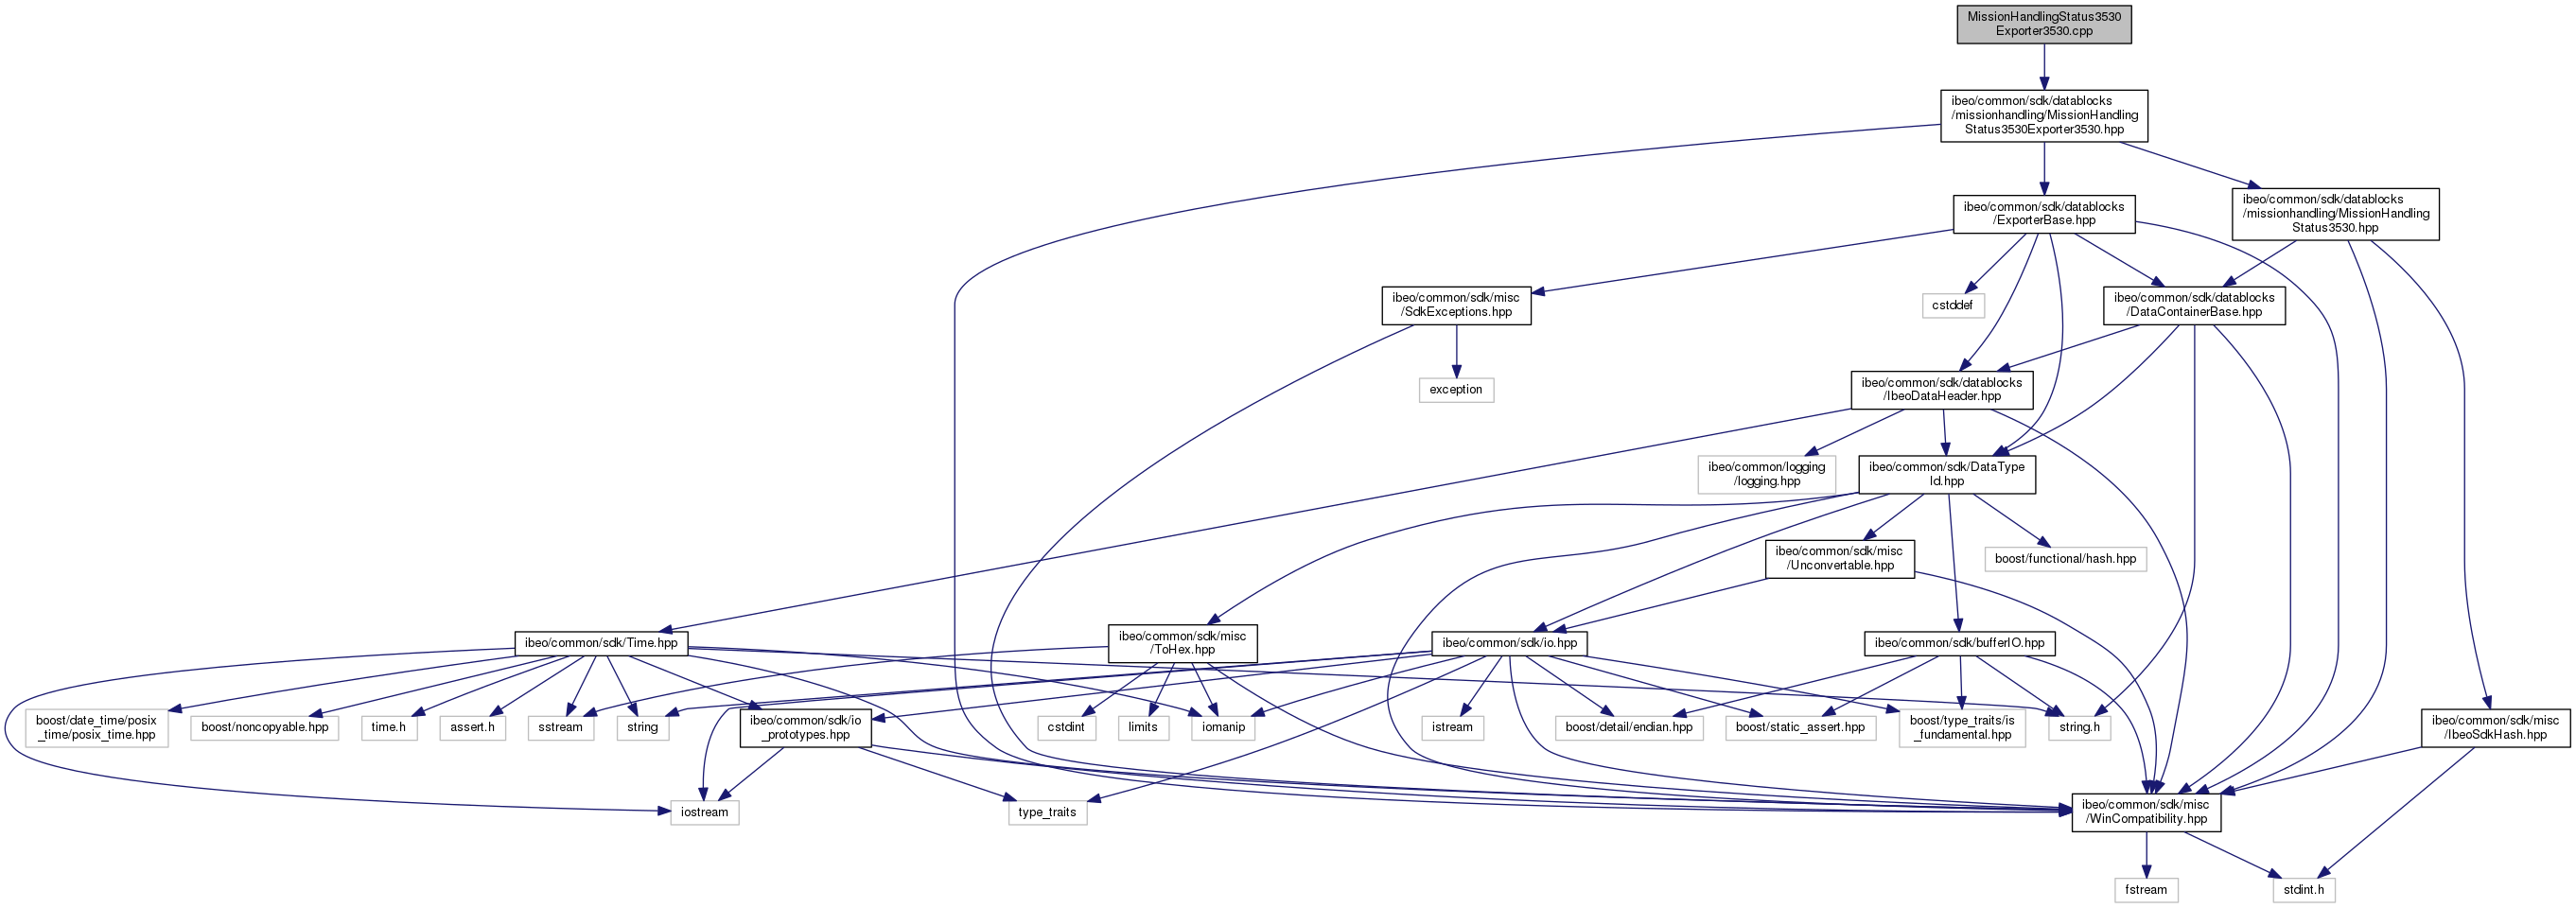 MissionHandlingStatus3530
Exporter3530.cpp
ibeo/common/sdk/datablocks
/missionhandling/MissionHandling
Status3530Exporter3530.hpp
ibeo/common/sdk/datablocks
/ExporterBase.hpp
ibeo/common/sdk/datablocks
/missionhandling/MissionHandling
Status3530.hpp
ibeo/common/sdk/misc
/SdkExceptions.hpp
cstddef
ibeo/common/sdk/datablocks
/DataContainerBase.hpp
exception
ibeo/common/sdk/datablocks
/IbeoDataHeader.hpp
ibeo/common/logging
/logging.hpp
ibeo/common/sdk/DataType
Id.hpp
ibeo/common/sdk/misc
/Unconvertable.hpp
boost/functional/hash.hpp
ibeo/common/sdk/Time.hpp
ibeo/common/sdk/misc
/ToHex.hpp
ibeo/common/sdk/io.hpp
ibeo/common/sdk/bufferIO.hpp
boost/date_time/posix
_time/posix_time.hpp
boost/noncopyable.hpp
time.h
assert.h
sstream
string
ibeo/common/sdk/io
_prototypes.hpp
cstdint
limits
iomanip
istream
boost/detail/endian.hpp
boost/static_assert.hpp
boost/type_traits/is
_fundamental.hpp
string.h
ibeo/common/sdk/misc
/IbeoSdkHash.hpp
iostream
type_traits
ibeo/common/sdk/misc
/WinCompatibility.hpp
fstream
stdint.h